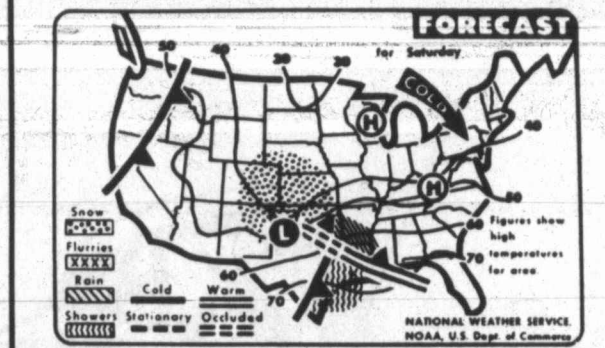 FORECAST
for Saturday
50 40 30 30
COLD
H
40
H
50
Snow
L
60 Figures show
high
Flurries
70 temperatures
for area.
Rain
60
Cold Warm
70
Showers Stationary Occluded
NATIONAL WEATHER SERVICE.
NOAA, U.S. Dept. of Commerce